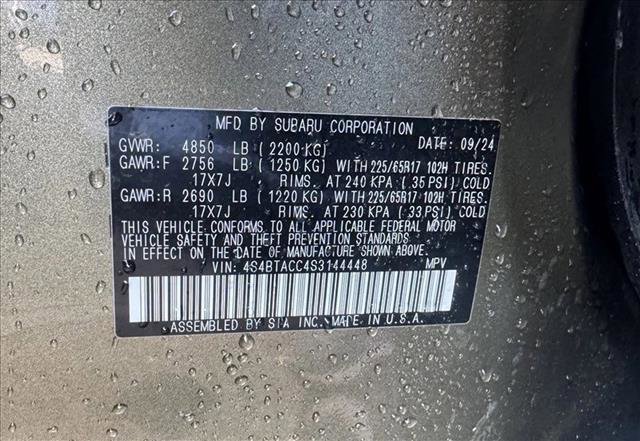 MFD BY SUBARU CORPORATION
GVWR: 4850 LB (2200 KG) DATE: 09/24
GAWR:F 2756 LB (1250 KG) WITH 225/65R17 102H TIRES.
17X7J RIMS. AT 240 KPA (.35 PSI) COLD
GAWR:R 2690 LB (1220 KG) WITH 225/65R17 102H TIRES.
17X7J RIMS. AT 230 KPA (.33 PSI) COLD
THIS VEHICLE CONFORMS TO ALL APPLICABLE FEDERAL MOTOR
VEHICLE SAFETY AND THEFT PREVENTION STANDARDS
IN EFFECT ON THE DATE OF MANUFACTURE SHOWN ABOVE.
VIN: 4S4BTACC4S3144448 MPV
ASSEMBLED BY SIA INC. MADE IN U.S.A.